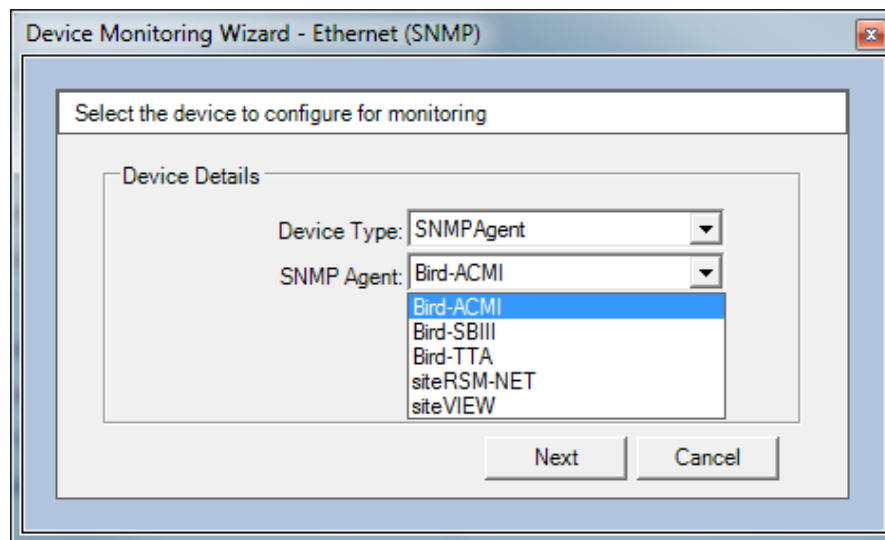 Device Monitoring Wizard - Ethernet (SNMP)
Select the device to configure for monitoring
Device Details
Device Type: SNMPAgent
SNMP Agent: Bird-ACMI
Bird-ACMI
Bird-SBIII
Bird-TTA
siteRSM-NET
siteVIEW
Next Cancel